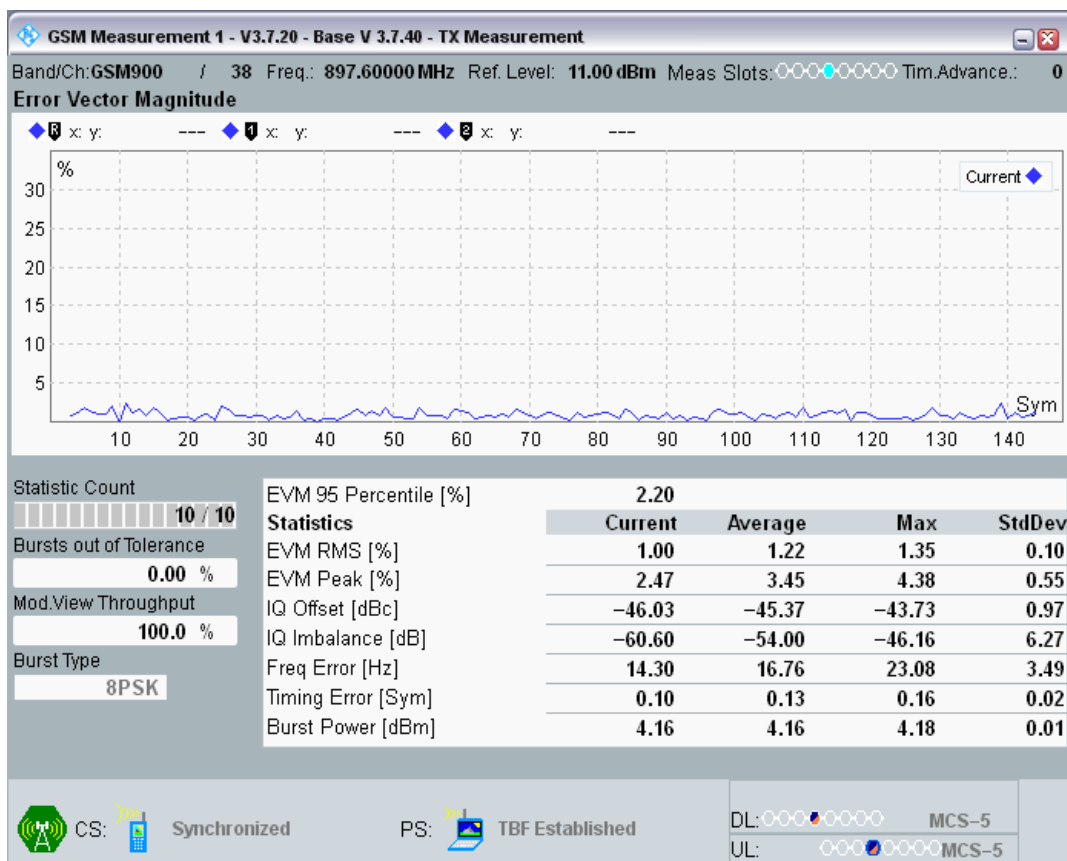 GSM Measurement 1 - V3.7.20 - Base V 3.7.40 - TX Measurement
Band/Ch:GSM900 / 38 Freq.: 897.60000 MHz Ref. Level: 11.00 dBm Meas Slots: Tim.Advance.: 0
Error Vector Magnitude
R x: y: --- 1 x: y: --- 2 x: y: ---
%
Current
30
25
20
15
10
5
Sym
10 20 30 40 50 60 70 80 90 100 110 120 130 140
Statistic Count
10 / 10
Bursts out of Tolerance
0.00 %
Mod.View Throughput
100.0 %
Burst Type
8PSK
EVM 95 Percentile [%] 2.20
Statistics Current Average Max StdDev
EVM RMS [%] 1.00 1.22 1.35 0.10
EVM Peak [%] 2.47 3.45 4.38 0.55
IQ Offset [dBc] −46.03 −45.37 −43.73 0.97
IQ Imbalance [dB] −60.60 −54.00 −46.16 6.27
Freq Error [Hz] 14.30 16.76 23.08 3.49
Timing Error [Sym] 0.10 0.13 0.16 0.02
Burst Power [dBm] 4.16 4.16 4.18 0.01
CS: Synchronized PS: TBF Established
DL: MCS−5
UL: MCS−5